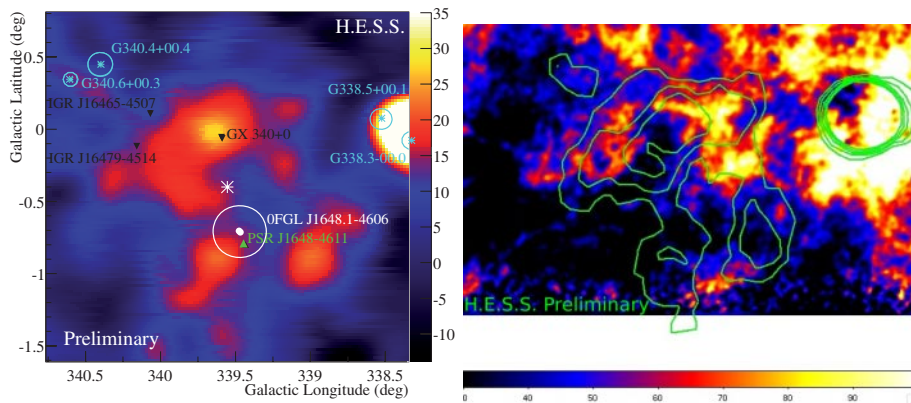 H.E.S.S.
Galactic Latitude (deg)
G340.4+00.4
G340.6+00.3
IGR J16465-4507
IGR J16479-4514
GX 340+0
G338.5+00.1
G338.3-00.0
0FGL J1648.1-4606
PSR J1648-4611
Preliminary
0.5
0
-0.5
-1
-1.5
340.5
340
339.5
339
338.5
Galactic Longitude (deg)
35
30
25
20
15
10
5
0
-5
-10
H.E.S.S. Preliminary
30
40
50
60
70
80
90